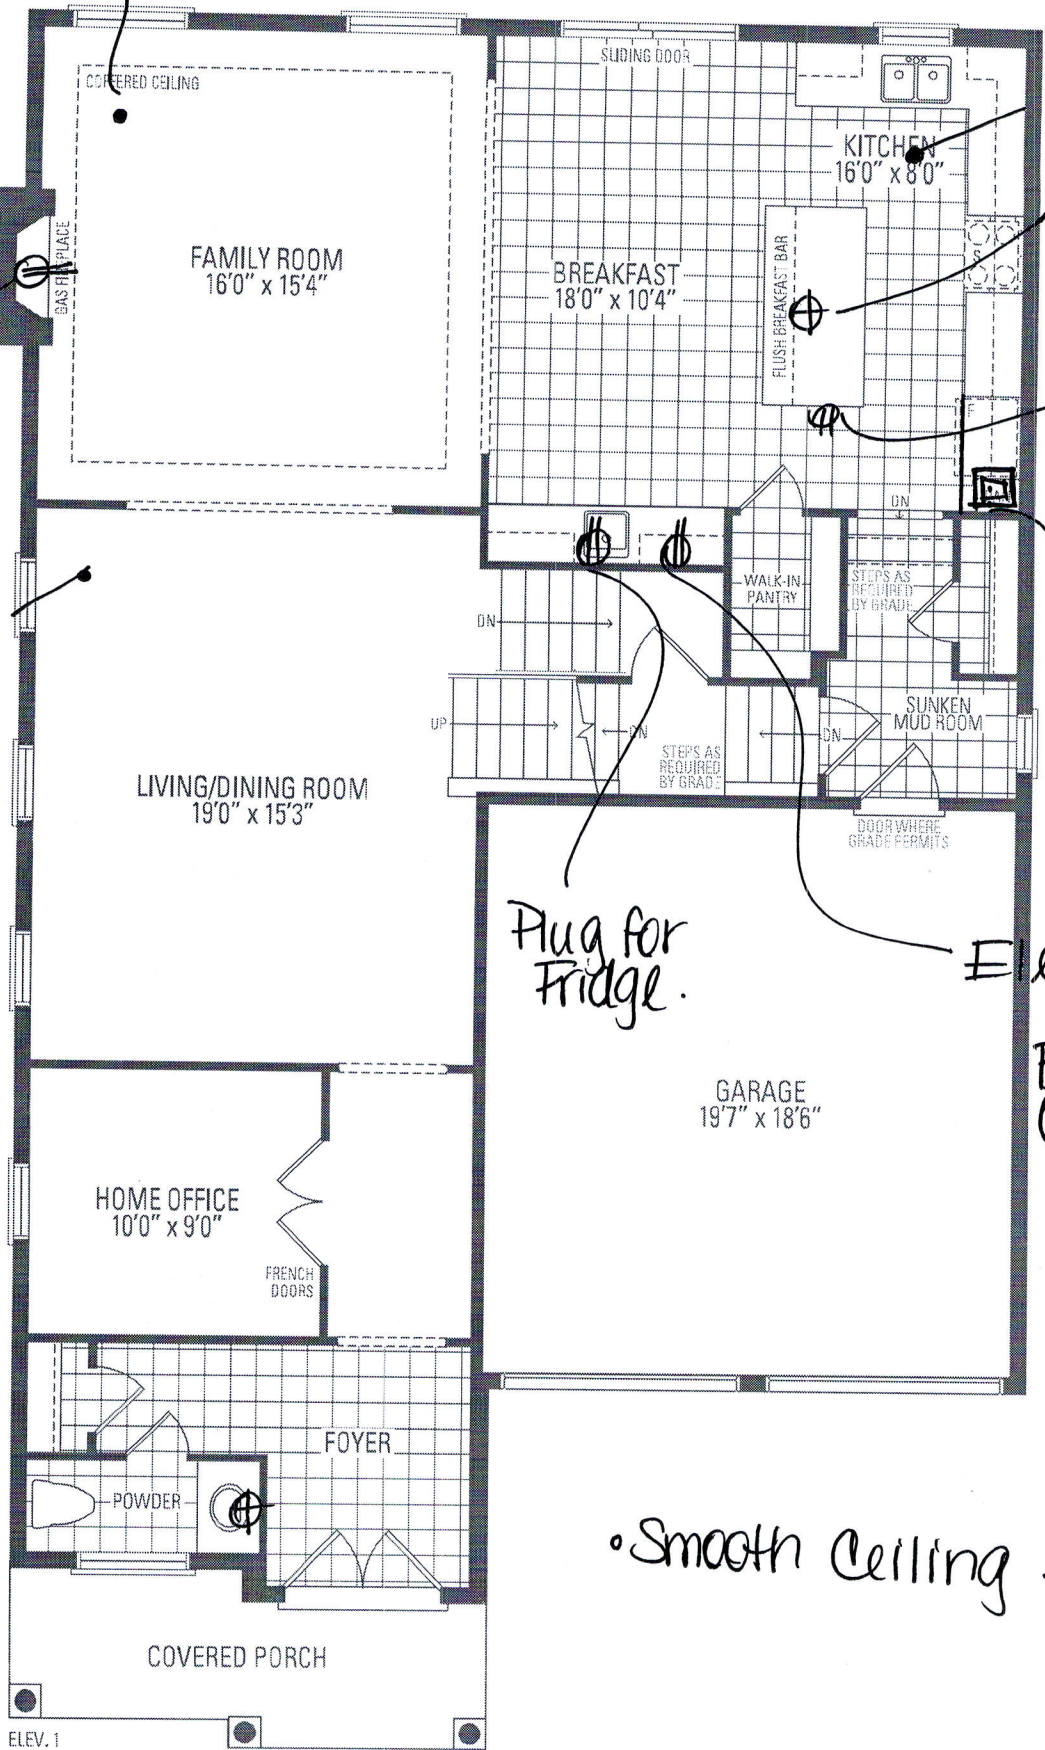 SLIDING DOOR
COFFERED CEILING
KITCHEN
16'0" x 8'0"
GAS FIREPLACE
FAMILY ROOM
16'0" x 15'4"
BREAKFAST
18'0" x 10'4"
FLUSH BREAKFAST BAR
S
F
DN
WALK-IN
PANTRY
STEPS AS
REQUIRED
BY GRADE
DN
UP
DN
DN
SUNKEN
MUD ROOM
STEPS AS
REQUIRED
BY GRADE
LIVING/DINING ROOM
19'0" x 15'3"
DOOR WHERE
GRADE PERMITS
Plug for
Fridge.
Ele
GARAGE
19'7" x 18'6"
HOME OFFICE
10'0" x 9'0"
FRENCH
DOORS
FOYER
POWDER
•Smooth Ceiling.
COVERED PORCH
ELEV. 1